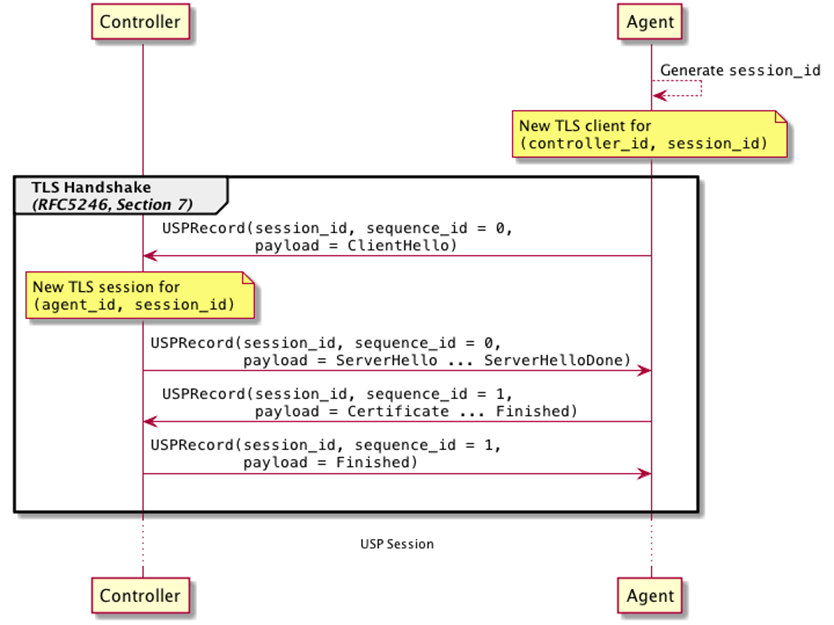 Controller
Agent
Generate session_id
New TLS client for
(controller_id, session_id)
TLS Handshake
(RFC5246, Section 7)
USPRecord(session_id, sequence_id = 0,
payload = ClientHello)
New TLS session for
(agent_id, session_id)
USPRecord(session_id, sequence_id = 0,
payload = ServerHello ... ServerHelloDone)
USPRecord(session_id, sequence_id = 1,
payload = Certificate ... Finished)
USPRecord(session_id, sequence_id = 1,
payload = Finished)
USP Session
Controller
Agent